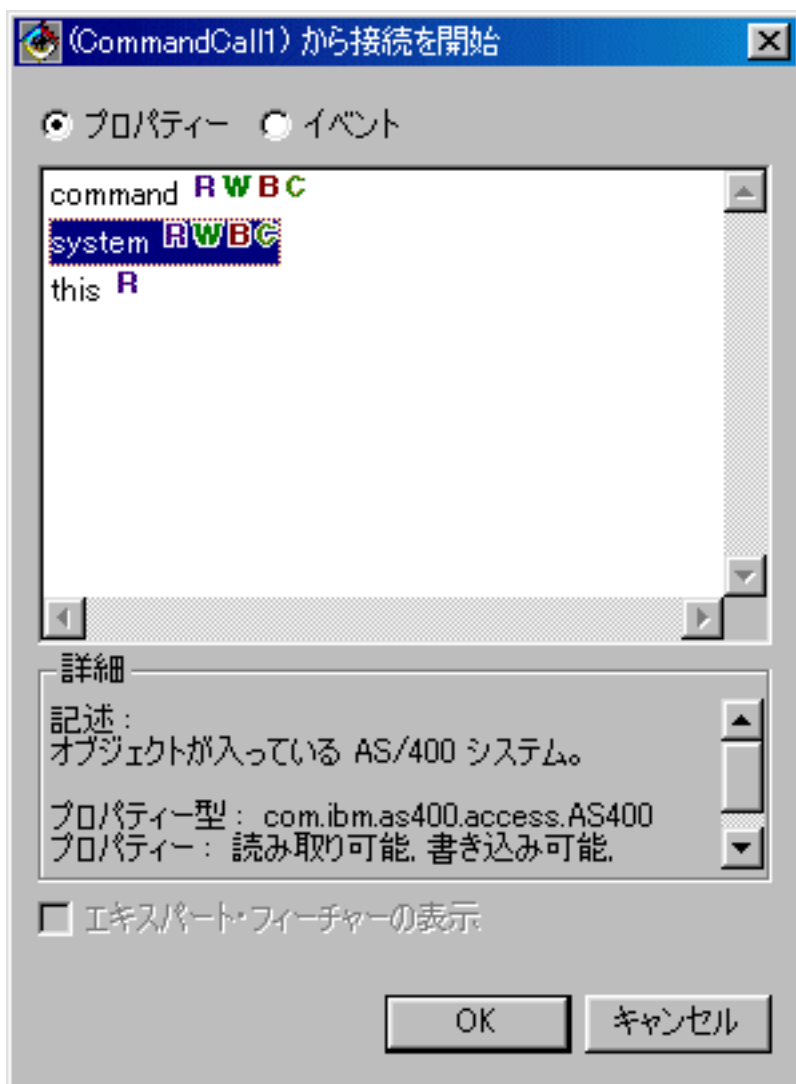 (CommandCall1) から接続を開始
プロパティー イベント
command R W B C
system R W B C
this R
詳細
記述 :
オブジェクトが入っている AS/400 システム。
プロパティー型 : com.ibm.as400.access.AS400
プロパティー : 読み取り可能, 書き込み可能,
エキスパート・フィーチャーの表示
OK キャンセル